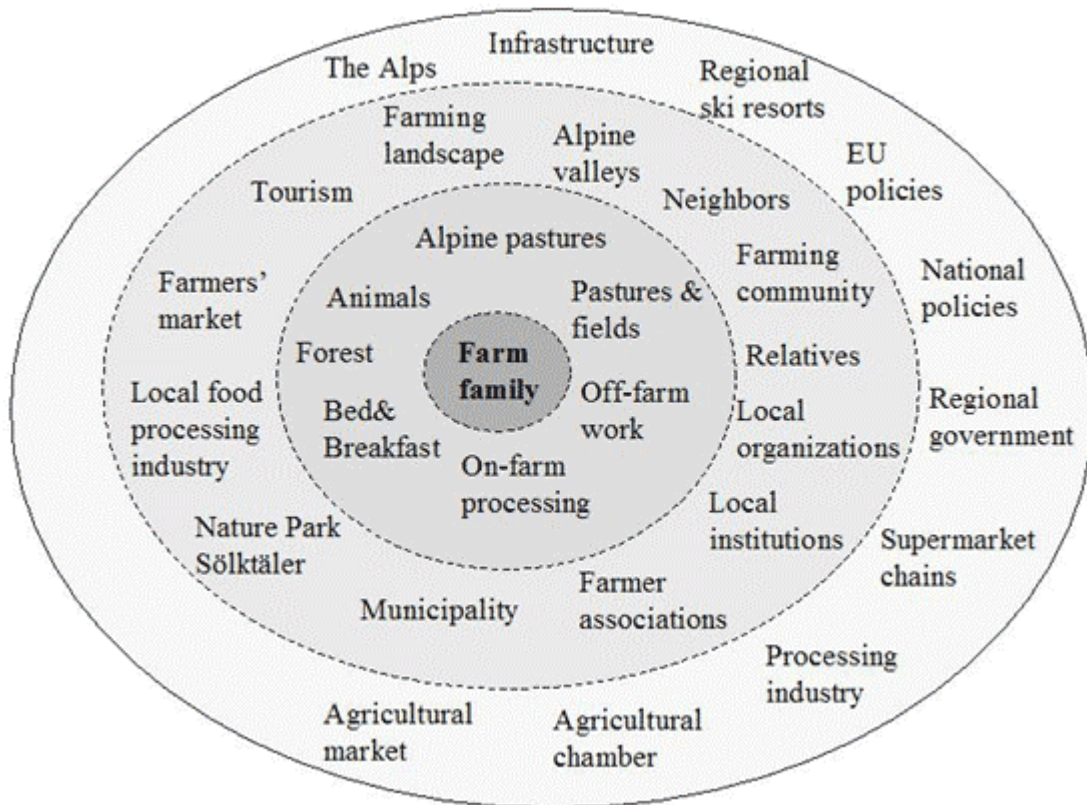 Infrastructure
The Alps
Regional
ski resorts
Farming
landscape
Alpine
valleys
EU
policies
Tourism
Neighbors
Alpine pastures
Farmers'
market
Animals
Pastures &
fields
Farming
community
National
policies
Forest
Farm
family
Relatives
Local food
processing
industry
Bed&
Breakfast
Off-farm
work
Local
organizations
Regional
government
On-farm
processing
Nature Park
Sölktäler
Local
institutions
Supermarket
chains
Municipality
Farmer
associations
Processing
industry
Agricultural
market
Agricultural
chamber